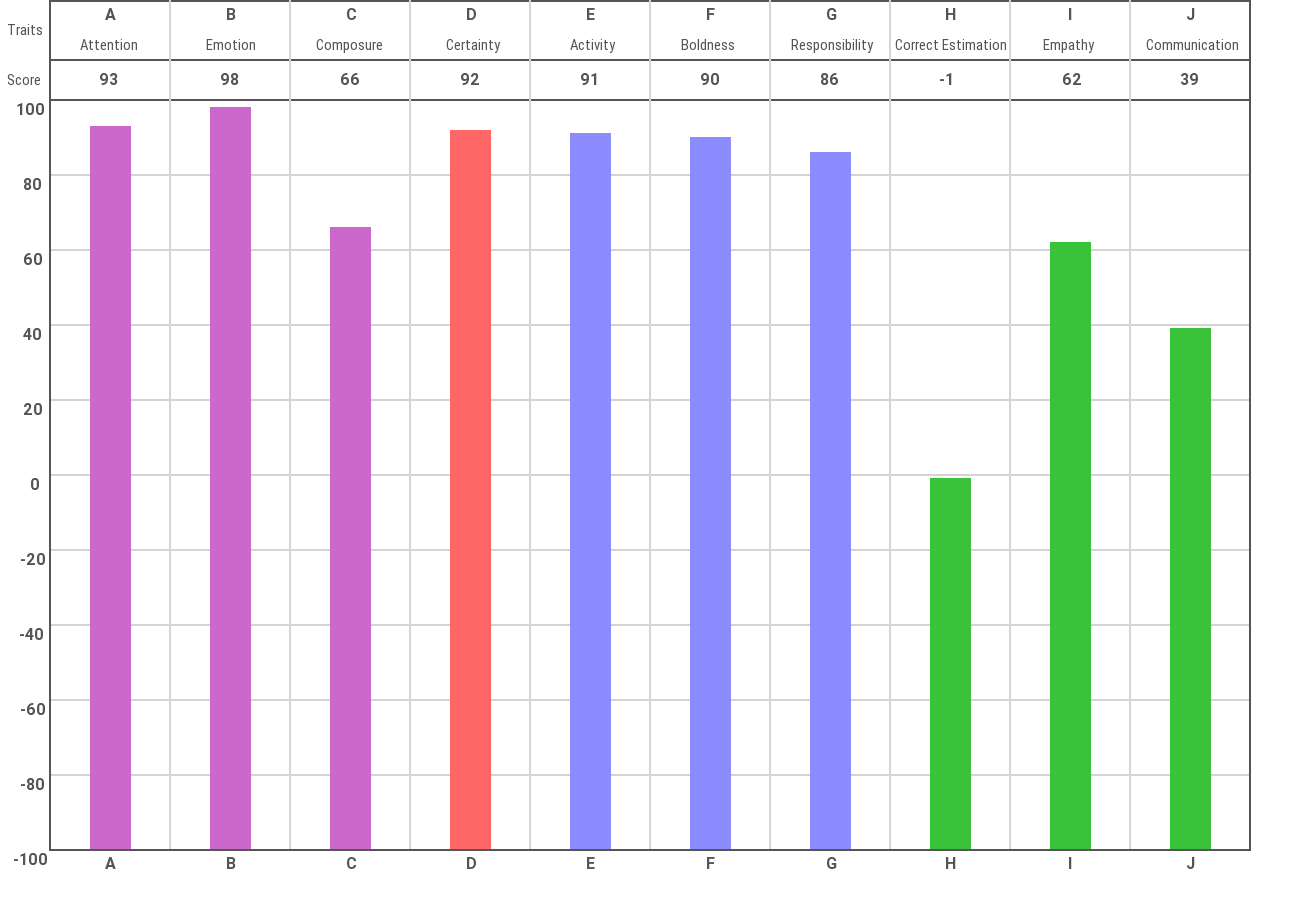 Traits A B C D E F G H I J
Attention Emotion Composure Certainty Activity Boldness Responsibility Correct Estimation Empathy Communication
Score 93 98 66 92 91 90 86 -1 62 39
100
80
60
40
20
0
-20
-40
-60
-80
-100
A B C D E F G H I J